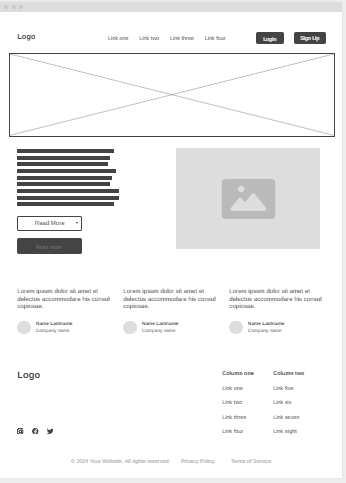 Logo
Link one Link two Link three Link four
Login Sign Up
Read More
Read more
Lorem ipsum dolor sit amet et
delectus accommodare his consul
copiosae.
Name Lastname
Company name
Lorem ipsum dolor sit amet et
delectus accommodare his consul
copiosae.
Name Lastname
Company name
Lorem ipsum dolor sit amet et
delectus accommodare his consul
copiosae.
Name Lastname
Company name
Logo
Column one
Link one
Link two
Link three
Link four
Column two
Link five
Link six
Link seven
Link eight
© 2024 Your Website. All rights reserved. Privacy Policy Terms of Service